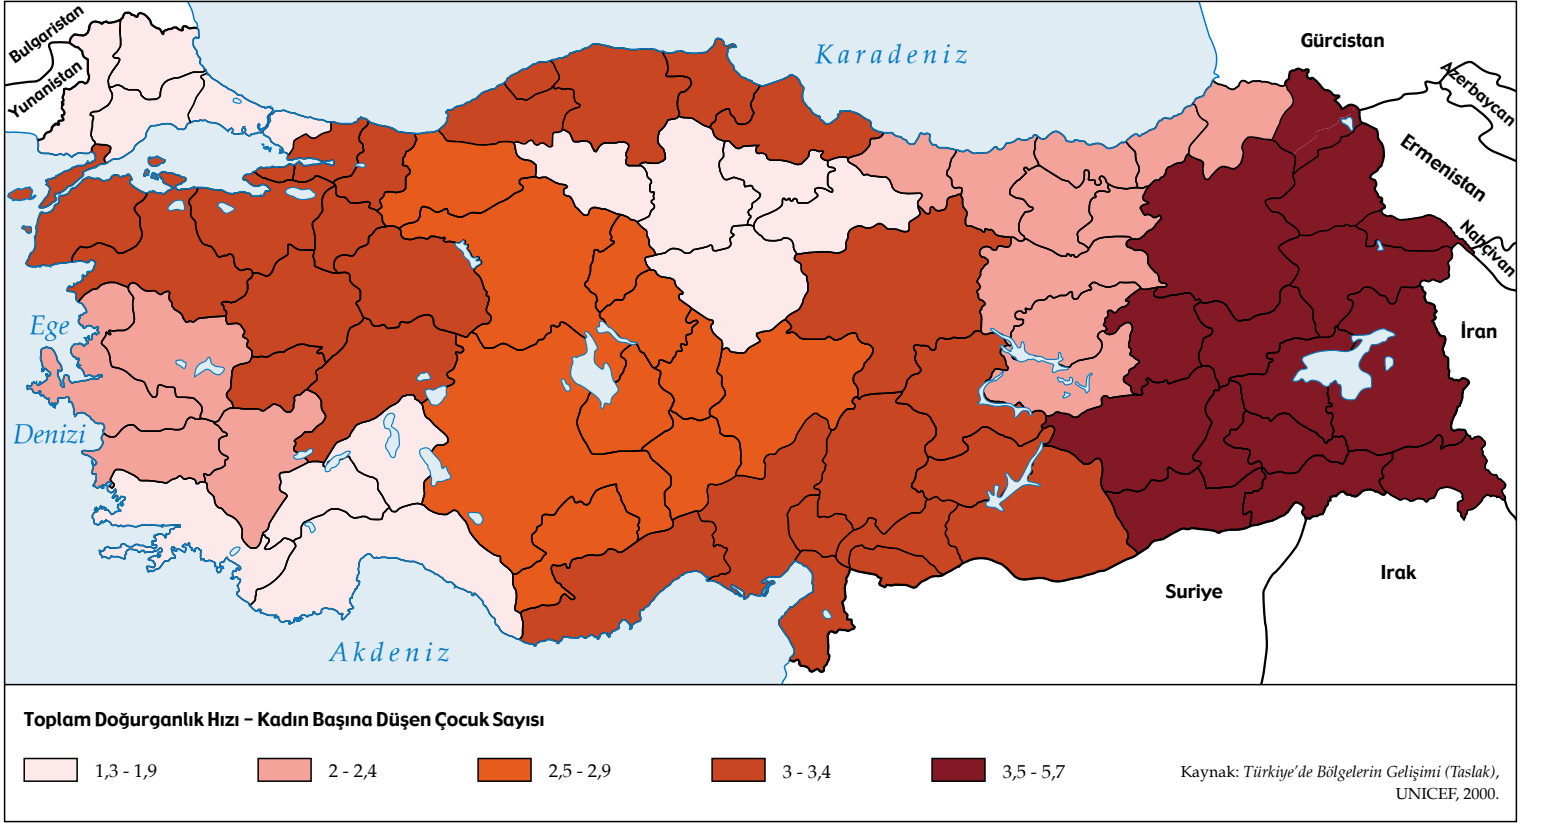 Bulgaristan
Yunanistan
Karadeniz
Gürcistan
Azerbaycan
Ermenistan
Nahçivan
Ege
Denizi
İran
Akdeniz
Suriye
Irak
Toplam Doğurganlık Hızı – Kadın Başına Düşen Çocuk Sayısı
1,3 - 1,9
2 - 2,4
2,5 - 2,9
3 - 3,4
3,5 - 5,7
Kaynak: Türkiye'de Bölgelerin Gelişimi (Taslak),
UNICEF, 2000.